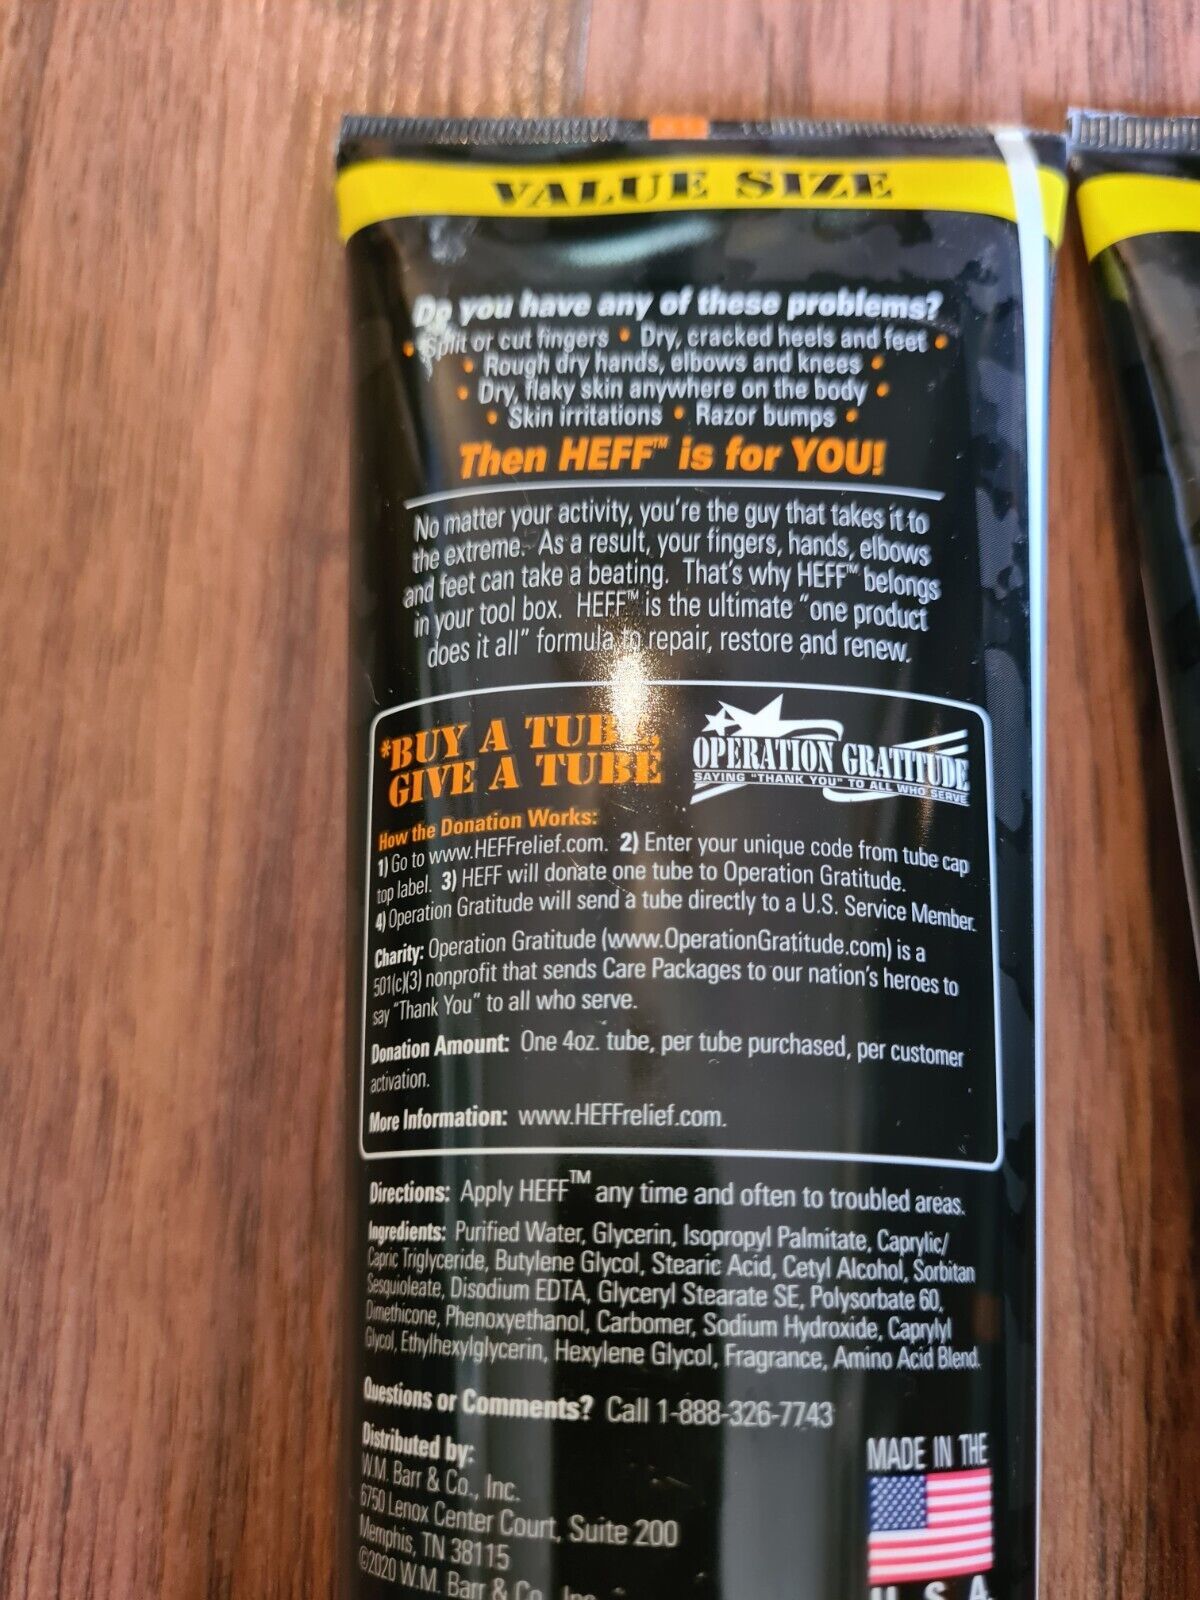 VALUE SIZE
Do you have any of these problems?
• Split or cut fingers • Dry, cracked heels and feet •
• Rough dry hands, elbows and knees •
• Dry, flaky skin anywhere on the body •
• Skin irritations • Razor bumps •
Then HEFF™ is for YOU!
No matter your activity, you're the guy that takes it to
the extreme. As a result, your fingers, hands, elbows
and feet can take a beating. That's why HEFF™ belongs
in your tool box. HEFF™ is the ultimate "one product
does it all" formula to repair, restore and renew.
*BUY A TUBE,
GIVE A TUBE
OPERATION GRATITUDE
SAYING "THANK YOU" TO ALL WHO SERVE
How the Donation Works:
1) Go to www.HEFFrelief.com. 2) Enter your unique code from tube cap
top label. 3) HEFF will donate one tube to Operation Gratitude.
4) Operation Gratitude will send a tube directly to a U.S. Service Member.
Charity: Operation Gratitude (www.OperationGratitude.com) is a
501(c)(3) nonprofit that sends Care Packages to our nation's heroes to
say "Thank You" to all who serve.
Donation Amount: One 4oz. tube, per tube purchased, per customer
activation.
More Information: www.HEFFrelief.com.
Directions: Apply HEFF™ any time and often to troubled areas.
Ingredients: Purified Water, Glycerin, Isopropyl Palmitate, Caprylic/
Capric Triglyceride, Butylene Glycol, Stearic Acid, Cetyl Alcohol, Sorbitan
Sesquioleate, Disodium EDTA, Glyceryl Stearate SE, Polysorbate 60,
Dimethicone, Phenoxyethanol, Carbomer, Sodium Hydroxide, Caprylyl
Glycol, Ethylhexylglycerin, Hexylene Glycol, Fragrance, Amino Acid Blend.
Questions or Comments? Call 1-888-326-7743
Distributed by:
W.M. Barr & Co., Inc.
6750 Lenox Center Court, Suite 200
Memphis, TN 38115
©2020 W.M. Barr & Co., Inc.
MADE IN THE
U.S.A.